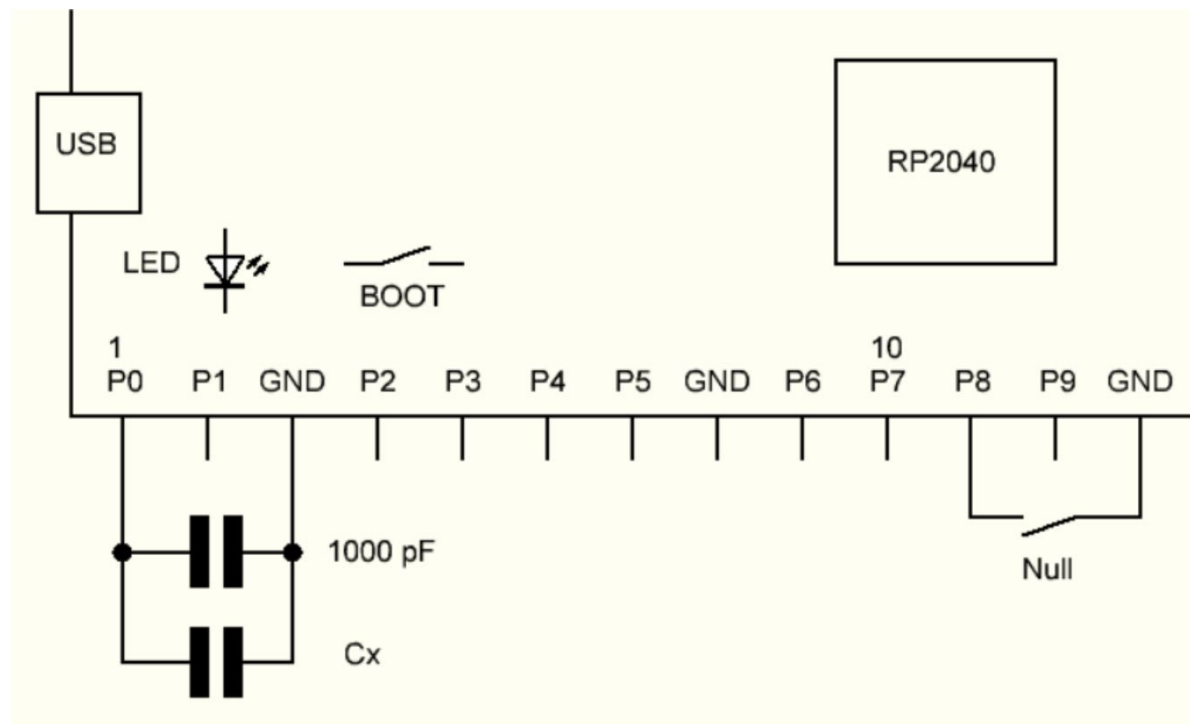 USB
RP2040
LED
BOOT
1 10
P0 P1 GND P2 P3 P4 P5 GND P6 P7 P8 P9 GND
1000 pF
Null
Cx